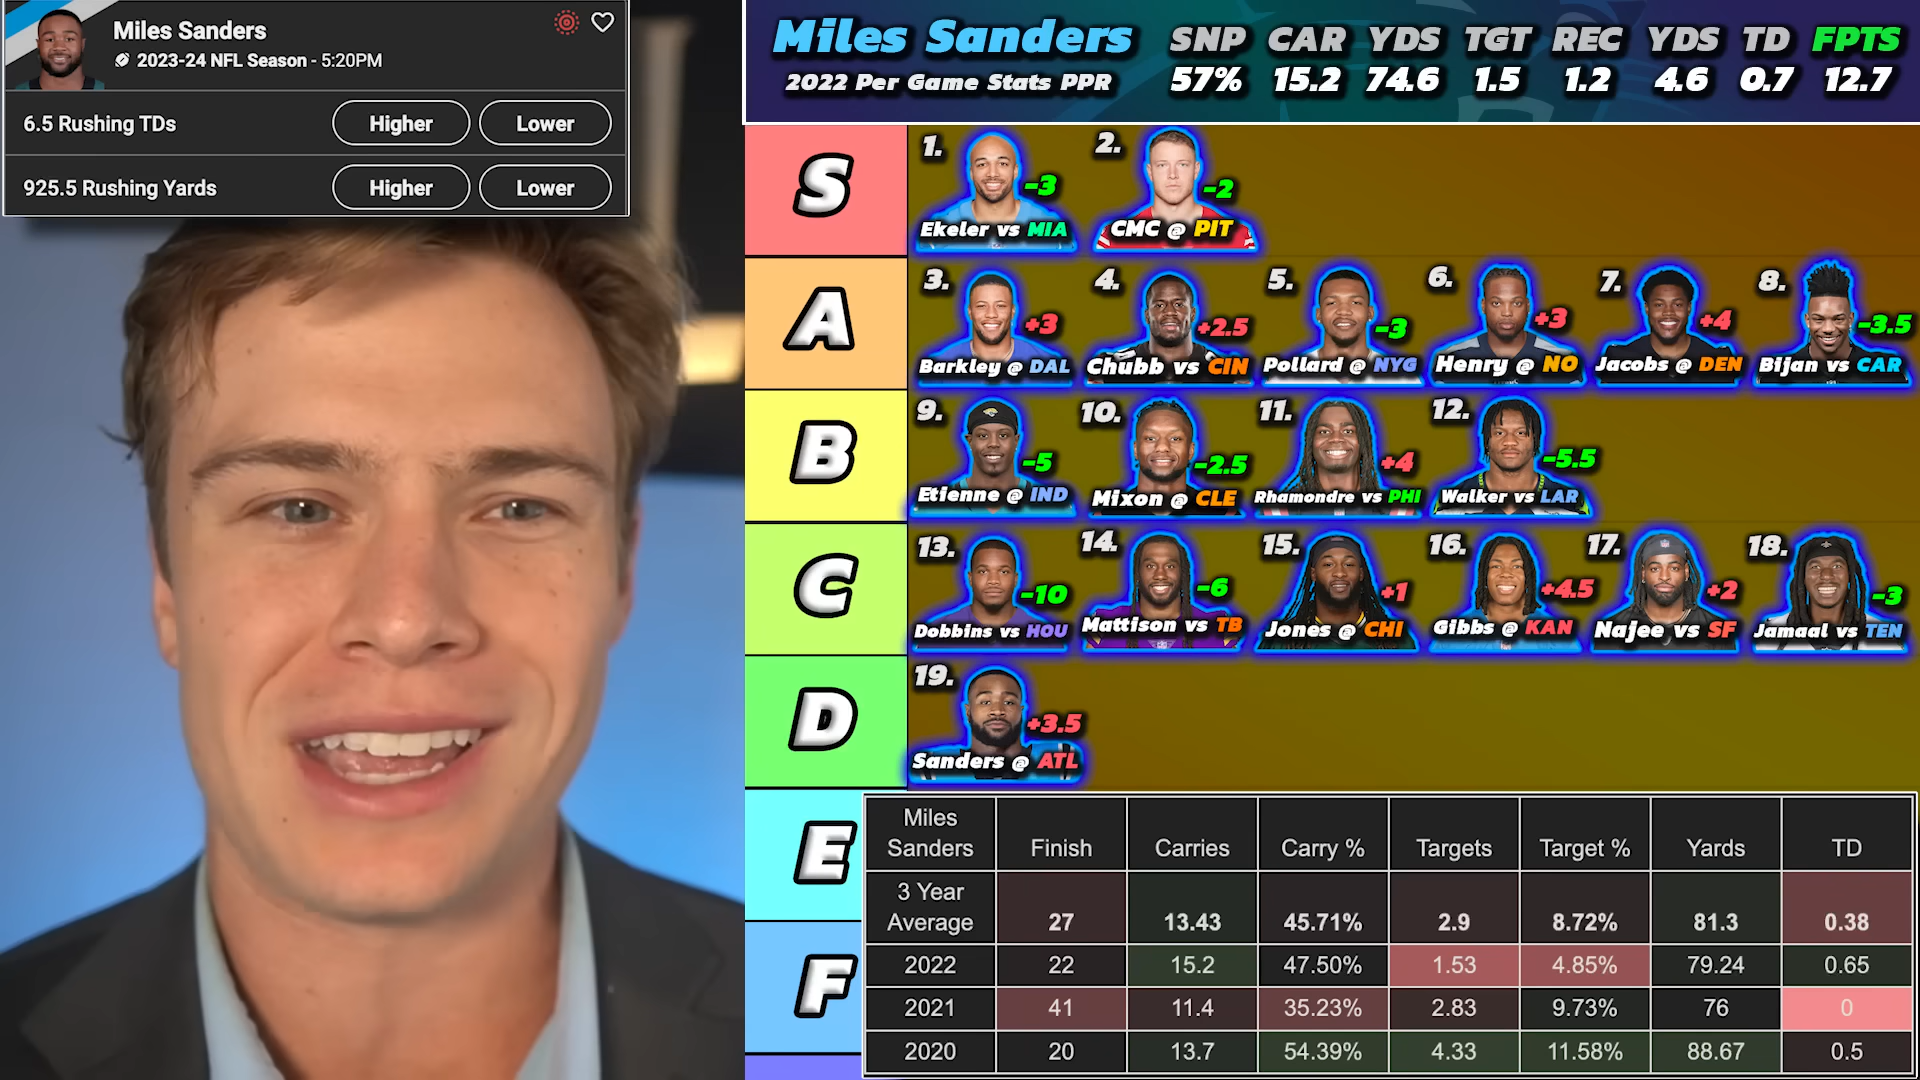 Miles Sanders
2023-24 NFL Season - 5:20PM
6.5 Rushing TDs Higher Lower
925.5 Rushing Yards Higher Lower
Miles Sanders SNP CAR YDS TGT REC YDS TD FPTS
2022 Per Game Stats PPR 57% 15.2 74.6 1.5 1.2 4.6 0.7 12.7
S
1. -3 Ekeler vs MIA
2. -2 CMC @ PIT
A
3. +3 Barkley @ DAL
4. +2.5 Chubb vs CIN
5. -3 Pollard @ NYG
6. +3 Henry @ NO
7. +4 Jacobs @ DEN
8. -3.5 Bijan vs CAR
B
9. -5 Etienne @ IND
10. -2.5 Mixon @ CLE
11. +4 Rhamondre vs PHI
12. -5.5 Walker vs LAR
C
13. -10 Dobbins vs HOU
14. -6 Mattison vs TB
15. +1 Jones @ CHI
16. +4.5 Gibbs @ KAN
17. +2 Najee vs SF
18. -3 Jamaal vs TEN
D
19. +3.5 Sanders @ ATL
E
F
Miles Sanders Finish Carries Carry % Targets Target % Yards TD
3 Year Average 27 13.43 45.71% 2.9 8.72% 81.3 0.38
2022 22 15.2 47.50% 1.53 4.85% 79.24 0.65
2021 41 11.4 35.23% 2.83 9.73% 76 0
2020 20 13.7 54.39% 4.33 11.58% 88.67 0.5